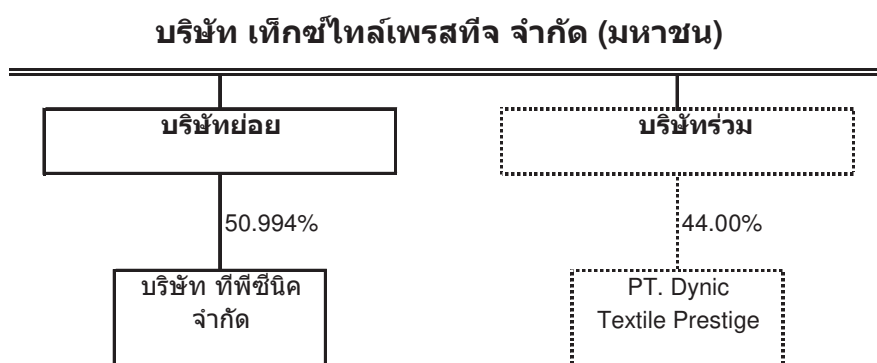 บริษัท เท็กซ์ไทล์เพรสทีจ จำกัด (มหาชน)
บริษัทย่อย
บริษัทร่วม
50.994%
44.00%
บริษัท ทีพีซีนิค
จำกัด
PT. Dynic
Textile Prestige